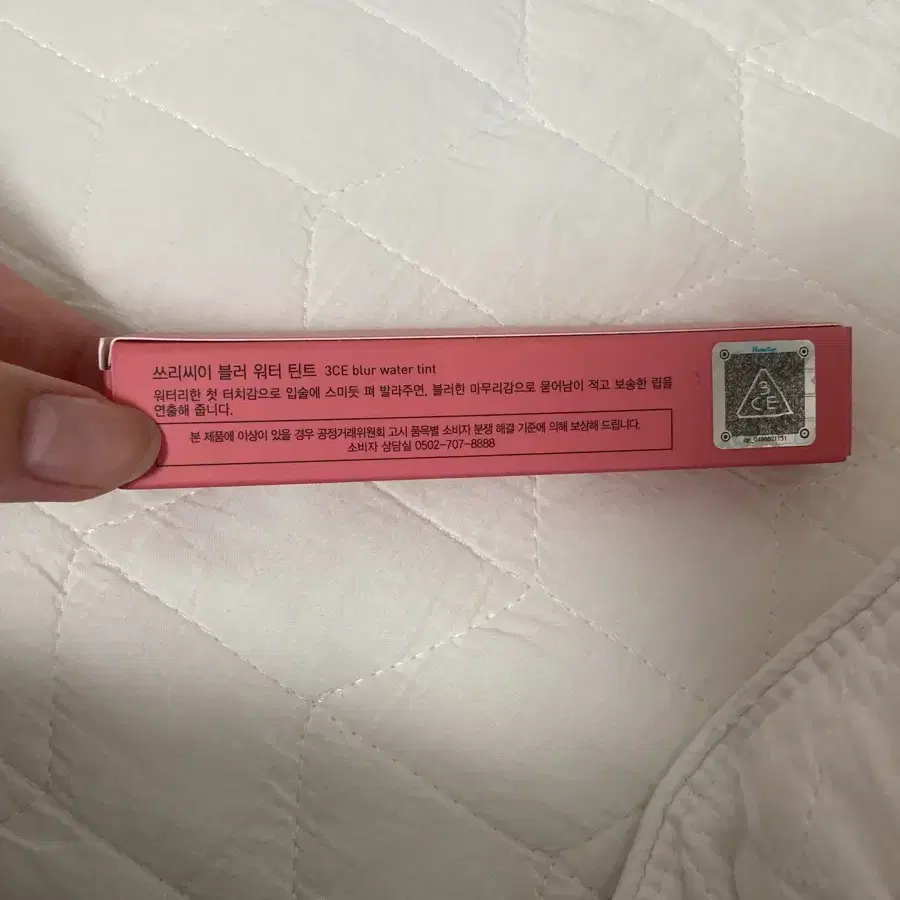 쓰리씨이 블러 워터 틴트 3CE blur water tint
워터리한 첫 터치감으로 입술에 스미듯 펴 발라주면, 블러한 마무리감으로 묻어남이 적고 보송한 립을
연출해 줍니다.
본 제품에 이상이 있을 경우 공정거래위원회 고시 품목별 소비자 분쟁 해결 기준에 의해 보상해 드립니다.
소비자 상담실 0502-707-8888
3CE